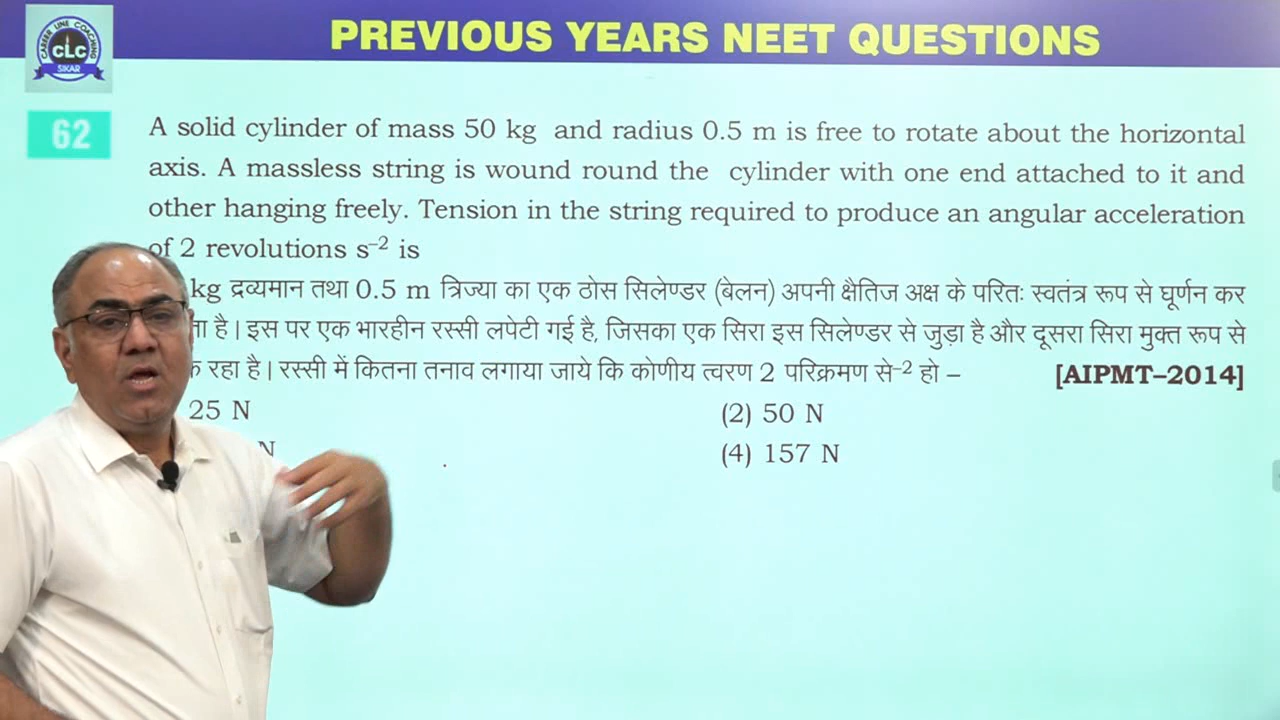 PREVIOUS YEARS NEET QUESTIONS
CAREER LINE COACHING
CLC
SIKAR
62
A solid cylinder of mass 50 kg and radius 0.5 m is free to rotate about the horizontal
axis. A massless string is wound round the cylinder with one end attached to it and
other hanging freely. Tension in the string required to produce an angular acceleration
of 2 revolutions s⁻² is
kg द्रव्यमान तथा 0.5 m त्रिज्या का एक ठोस सिलेण्डर (बेलन) अपनी क्षैतिज अक्ष के परितः स्वतंत्र रूप से घूर्णन कर
है। इस पर एक भारहीन रस्सी लपेटी गई है, जिसका एक सिरा इस सिलेण्डर से जुड़ा है और दूसरा सिरा मुक्त रूप से
रहा है। रस्सी में कितना तनाव लगाया जाये कि कोणीय त्वरण 2 परिक्रमण से⁻² हो –
[AIPMT–2014]
25 N
(2) 50 N
N
(4) 157 N